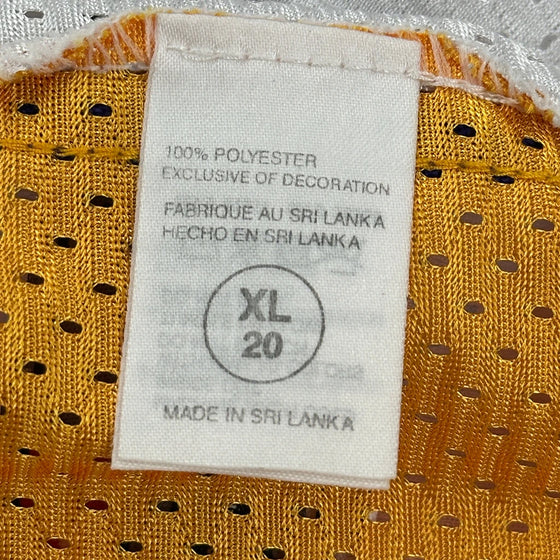 100% POLYESTER
EXCLUSIVE OF DECORATION
FABRIQUE AU SRI LANKA
HECHO EN SRI LANKA
XL
20
MADE IN SRI LANKA